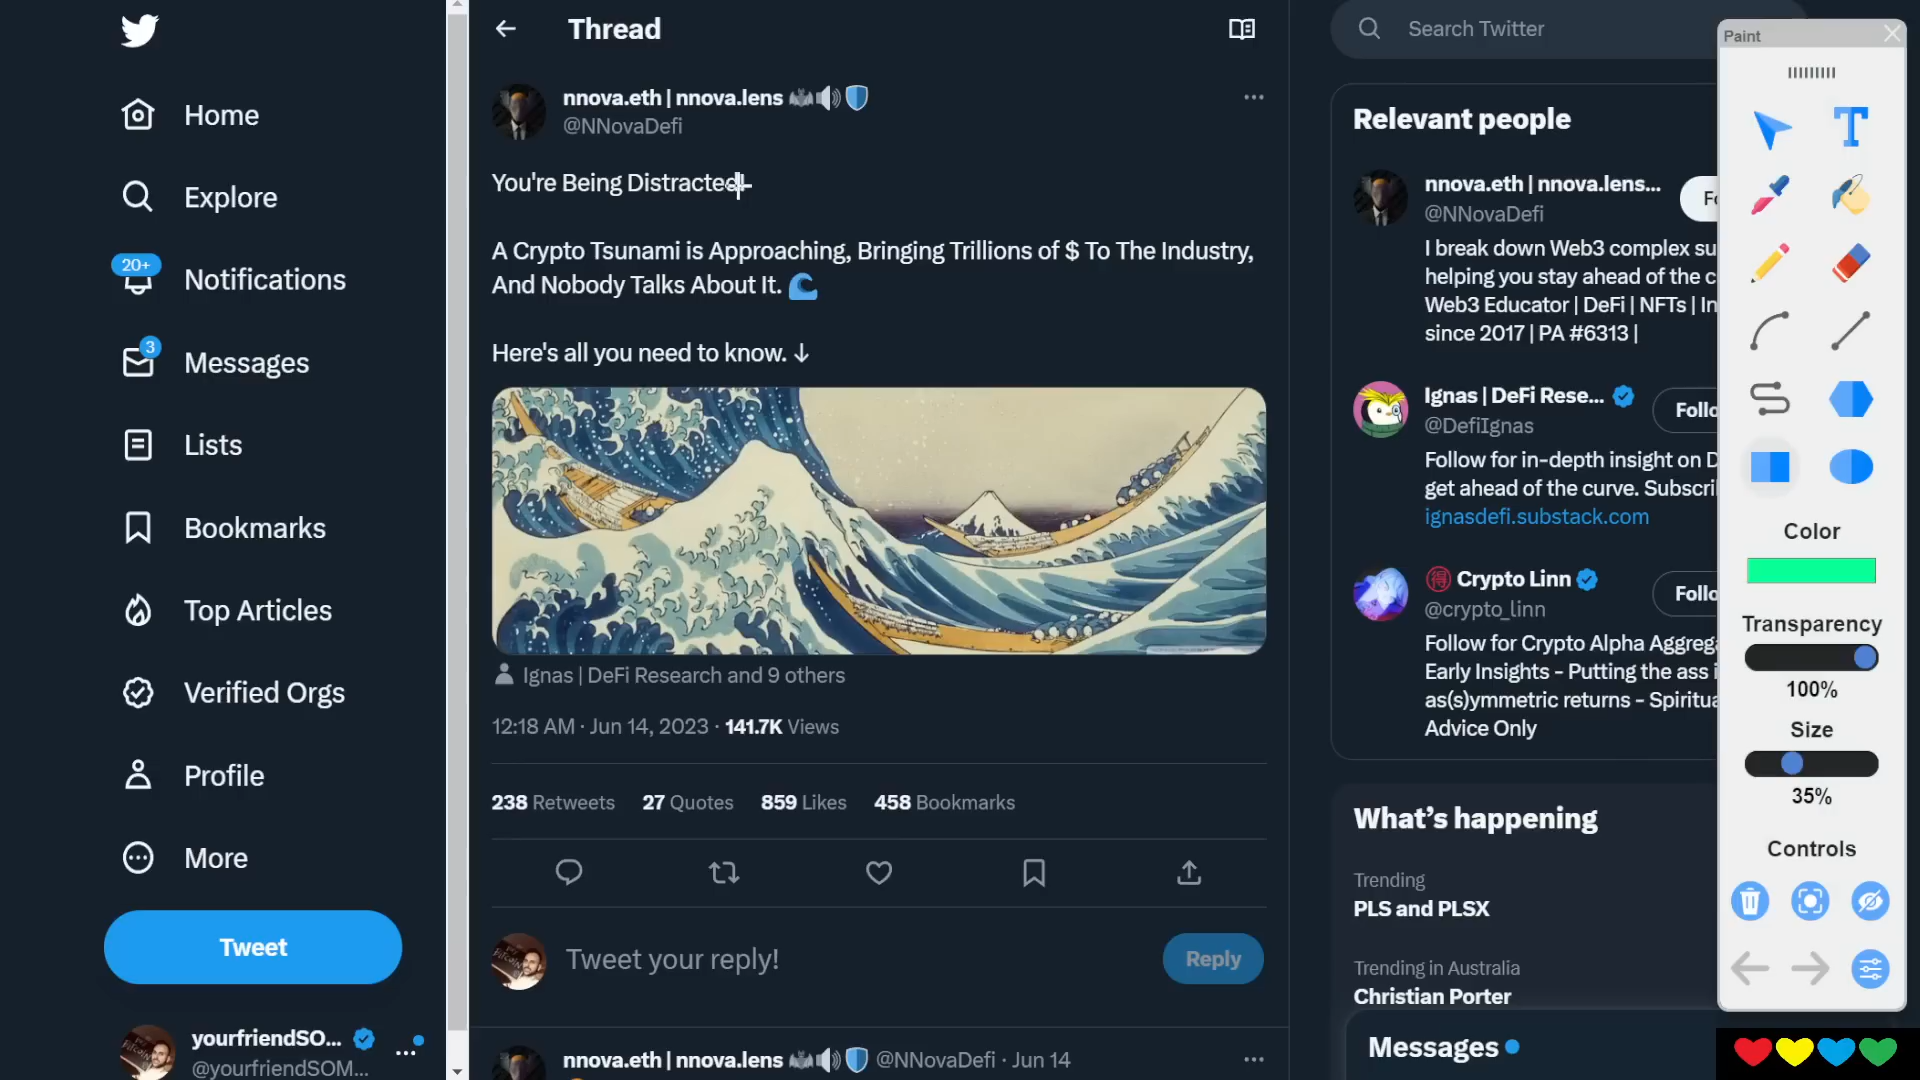 Home
Explore
20+
Notifications
3
Messages
Lists
Bookmarks
Top Articles
Verified Orgs
Profile
More
Tweet
yourfriendSO...
@yourfriendSOM...
Thread
nnova.eth | nnova.lens
@NNovaDefi
You're Being Distracted
A Crypto Tsunami is Approaching, Bringing Trillions of $ To The Industry,
And Nobody Talks About It.
Here's all you need to know. ↓
Ignas | DeFi Research and 9 others
12:18 AM · Jun 14, 2023 · 141.7K Views
238 Retweets 27 Quotes 859 Likes 458 Bookmarks
Tweet your reply!
Reply
nnova.eth | nnova.lens @NNovaDefi · Jun 14
Search Twitter
Relevant people
nnova.eth | nnova.lens...
@NNovaDefi
I break down Web3 complex su
helping you stay ahead of the c
Web3 Educator | DeFi | NFTs | In
since 2017 | PA #6313 |
Ignas | DeFi Rese...
Follo
@DefiIgnas
Follow for in-depth insight on D
get ahead of the curve. Subscri
ignasdefi.substack.com
得 Crypto Linn
Follo
@crypto_linn
Follow for Crypto Alpha Aggrega
Early Insights - Putting the ass i
as(s)ymmetric returns - Spiritua
Advice Only
What's happening
Trending
PLS and PLSX
Trending in Australia
Christian Porter
Messages
Paint
T
Color
Transparency
100%
Size
35%
Controls